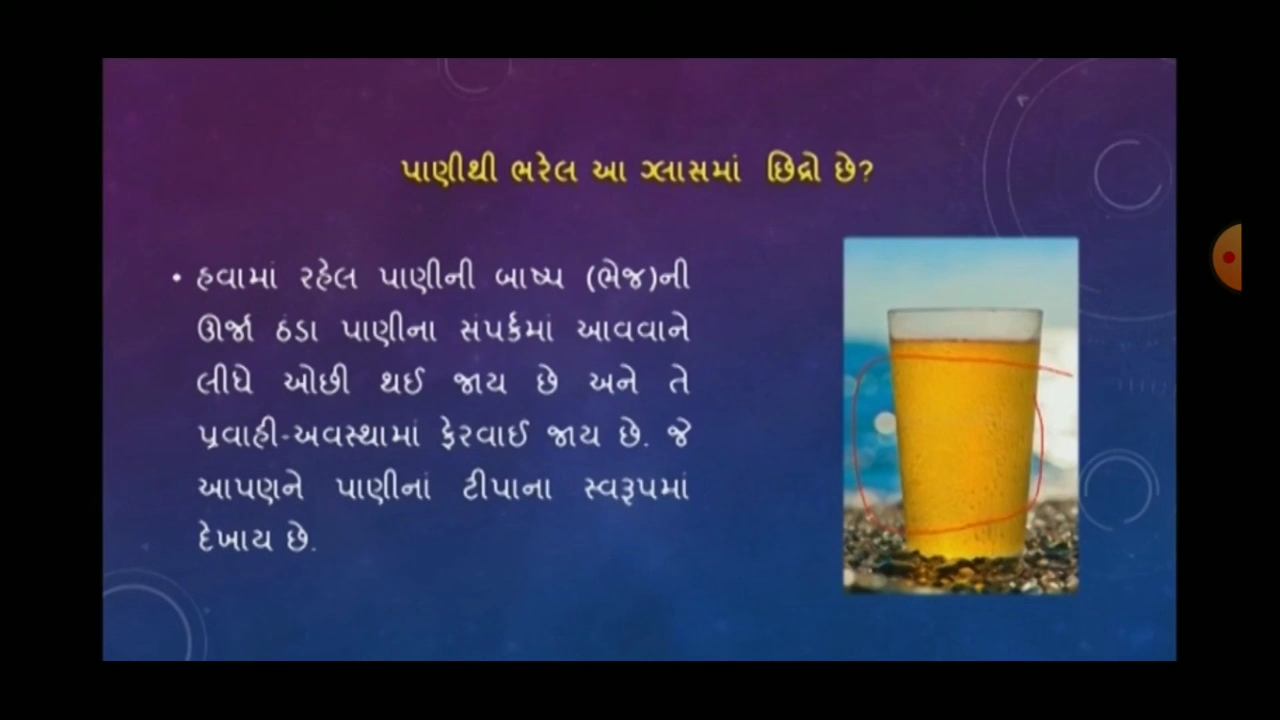 પાણીથી ભરેલ આ ગ્લાસમાં છિદ્રો છે?
• હવામાં રહેલ પાણીની બાષ્પ (ભેજ)ની
ઊર્જા ઠંડા પાણીના સંપર્કમાં આવવાને
લીધે ઓછી થઈ જાય છે અને તે
પ્રવાહી-અવસ્થામાં ફેરવાઈ જાય છે. જે
આપણને પાણીનાં ટીપાના સ્વરૂપમાં
દેખાય છે.